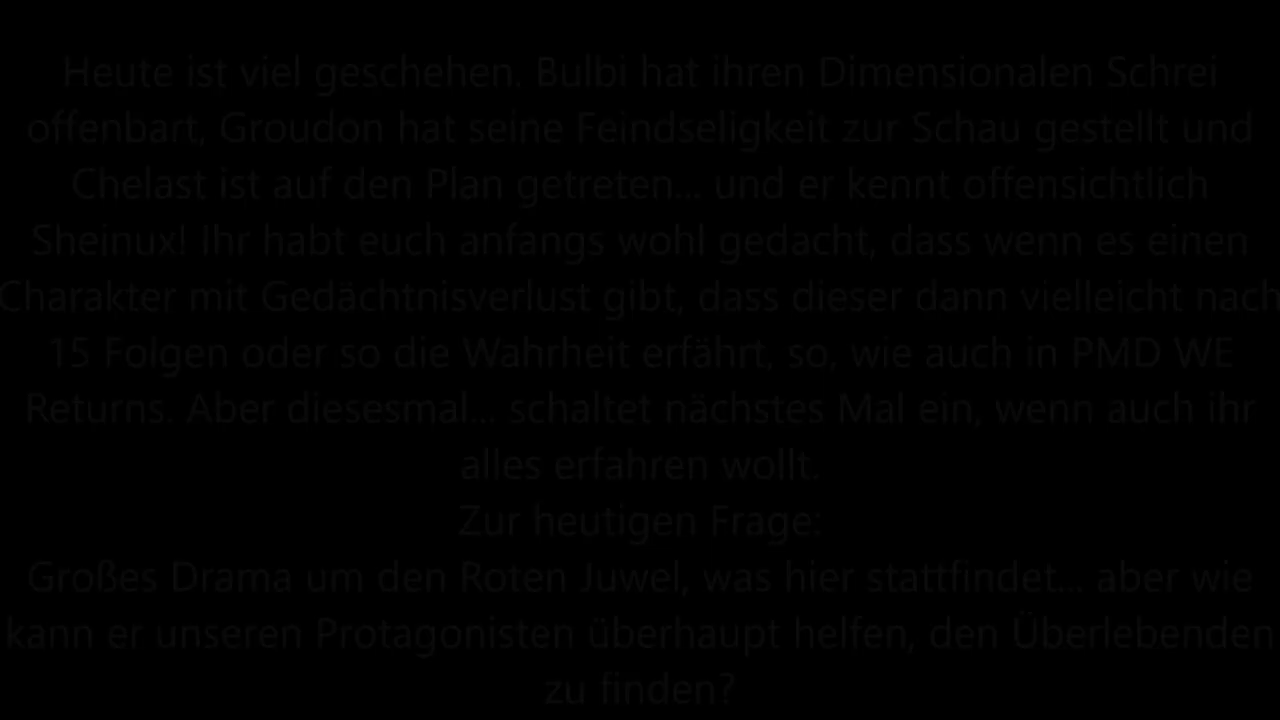 Heute ist viel geschehen. Bulbi hat ihren Dimensionalen Schrei
offenbart, Groudon hat seine Feindseligkeit zur Schau gestellt und
Chelast ist auf den Plan getreten... und er kennt offensichtlich
Sheinux! Ihr habt euch anfangs wohl gedacht, dass wenn es einen
Charakter mit Gedächtnisverlust gibt, dass dieser dann vielleicht nach
15 Folgen oder so die Wahrheit erfährt, so, wie auch in PMD WE
Returns. Aber diesesmal... schaltet nächstes Mal ein, wenn auch ihr
alles erfahren wollt.
Zur heutigen Frage:
Großes Drama um den Roten Juwel, was hier stattfindet... aber wie
kann er unseren Protagonisten überhaupt helfen, den Überlebenden
zu finden?